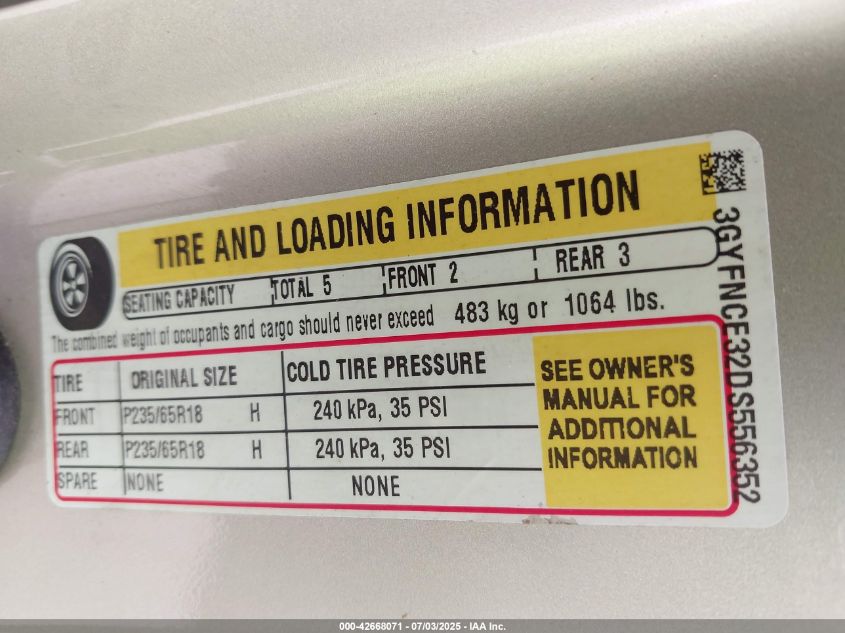 TIRE AND LOADING INFORMATION
SEATING CAPACITY TOTAL 5 FRONT 2 REAR 3
The combined weight of occupants and cargo should never exceed 483 kg or 1064 lbs.
TIRE ORIGINAL SIZE COLD TIRE PRESSURE
FRONT P235/65R18 H 240 kPa, 35 PSI
REAR P235/65R18 H 240 kPa, 35 PSI
SPARE NONE NONE
SEE OWNER'S
MANUAL FOR
ADDITIONAL
INFORMATION
3GYFNCE32DS556352
000-42668071 - 07/03/2025 - IAA Inc.